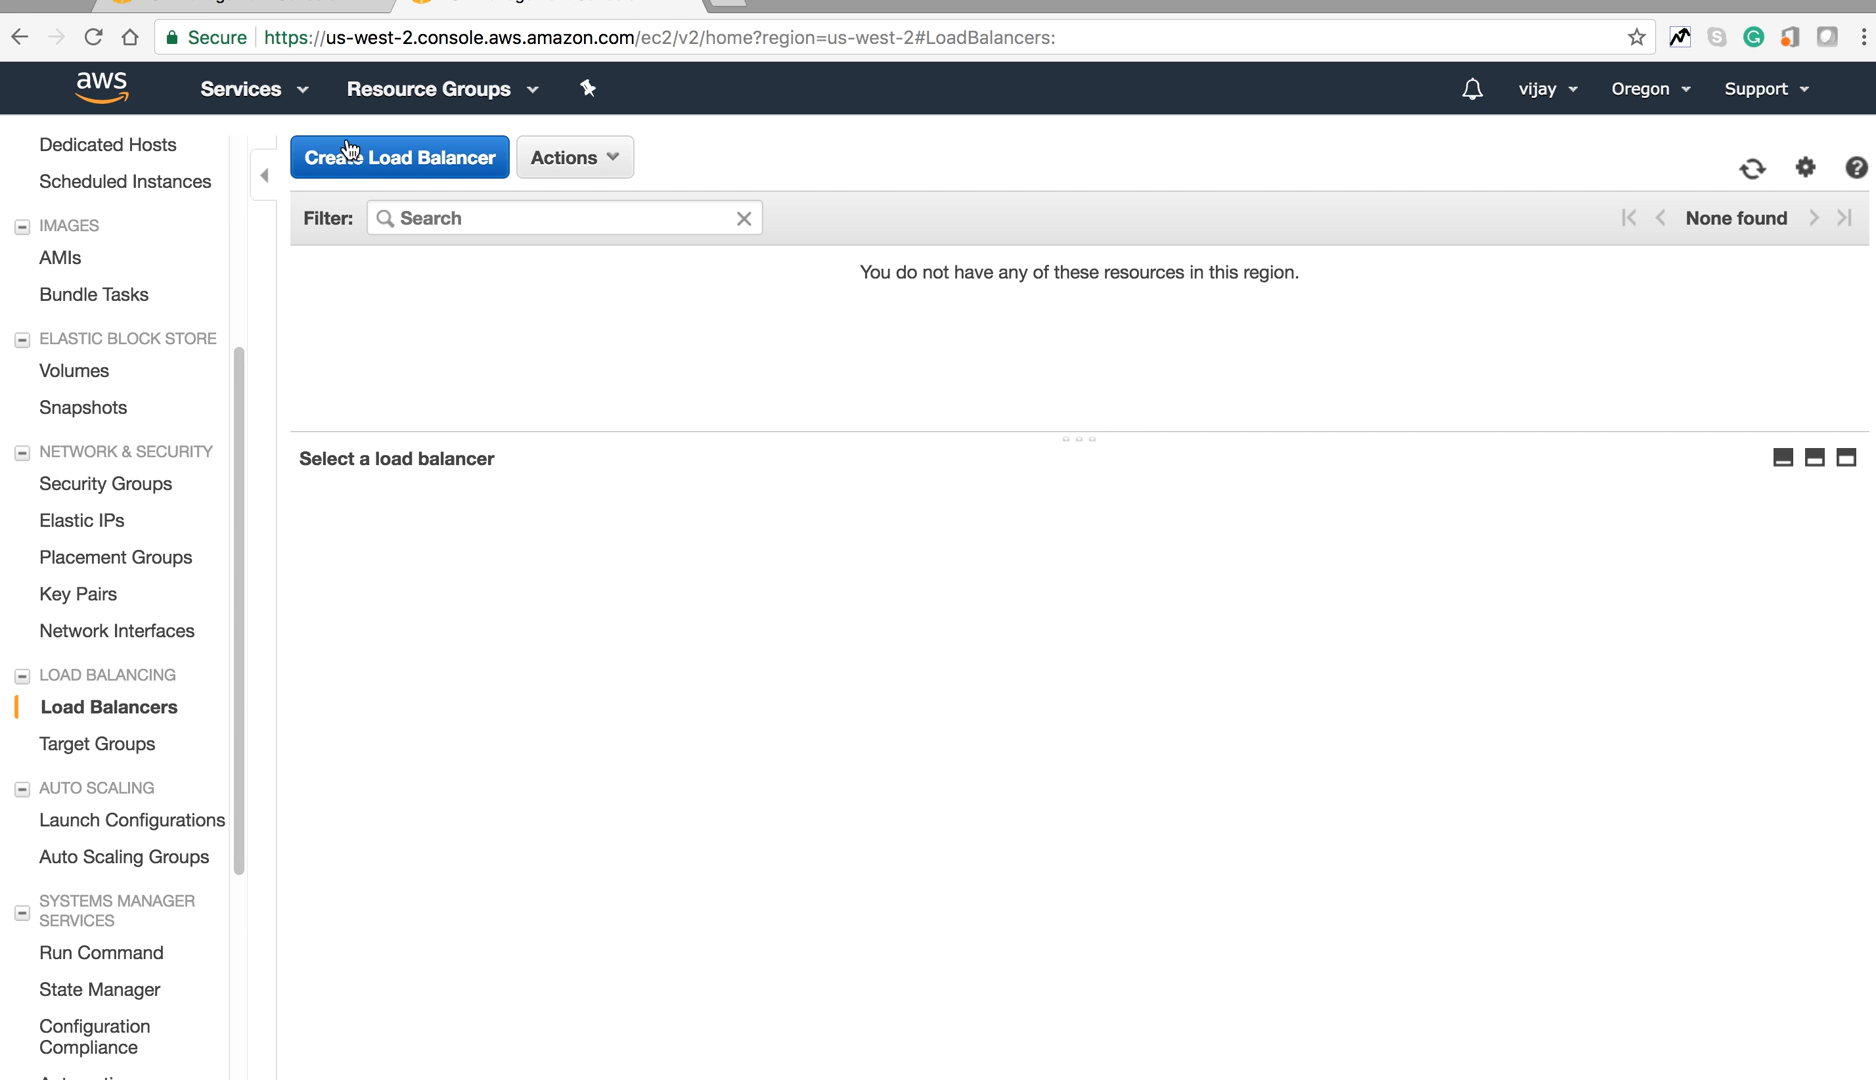 Secure https://us-west-2.console.aws.amazon.com/ec2/v2/home?region=us-west-2#LoadBalancers:
aws Services Resource Groups vijay Oregon Support
Dedicated Hosts
Scheduled Instances
IMAGES
AMIs
Bundle Tasks
ELASTIC BLOCK STORE
Volumes
Snapshots
NETWORK & SECURITY
Security Groups
Elastic IPs
Placement Groups
Key Pairs
Network Interfaces
LOAD BALANCING
Load Balancers
Target Groups
AUTO SCALING
Launch Configurations
Auto Scaling Groups
SYSTEMS MANAGER
SERVICES
Run Command
State Manager
Configuration
Compliance
Create Load Balancer Actions
Filter: Search None found
You do not have any of these resources in this region.
Select a load balancer